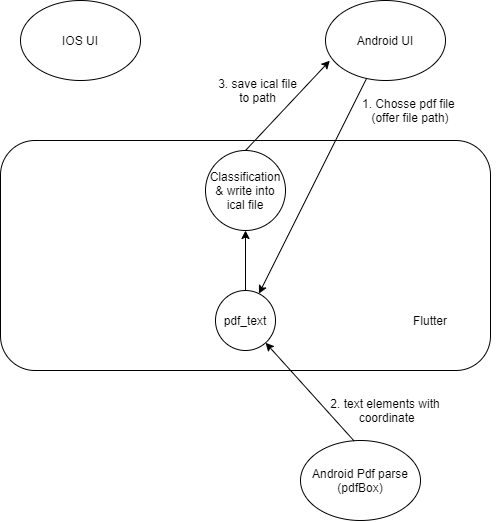 IOS UI
Android UI
3. save ical file
to path
1. Chosse pdf file
(offer file path)
Classification
& write into
ical file
pdf_text
Flutter
2. text elements with
coordinate
Android Pdf parse
(pdfBox)